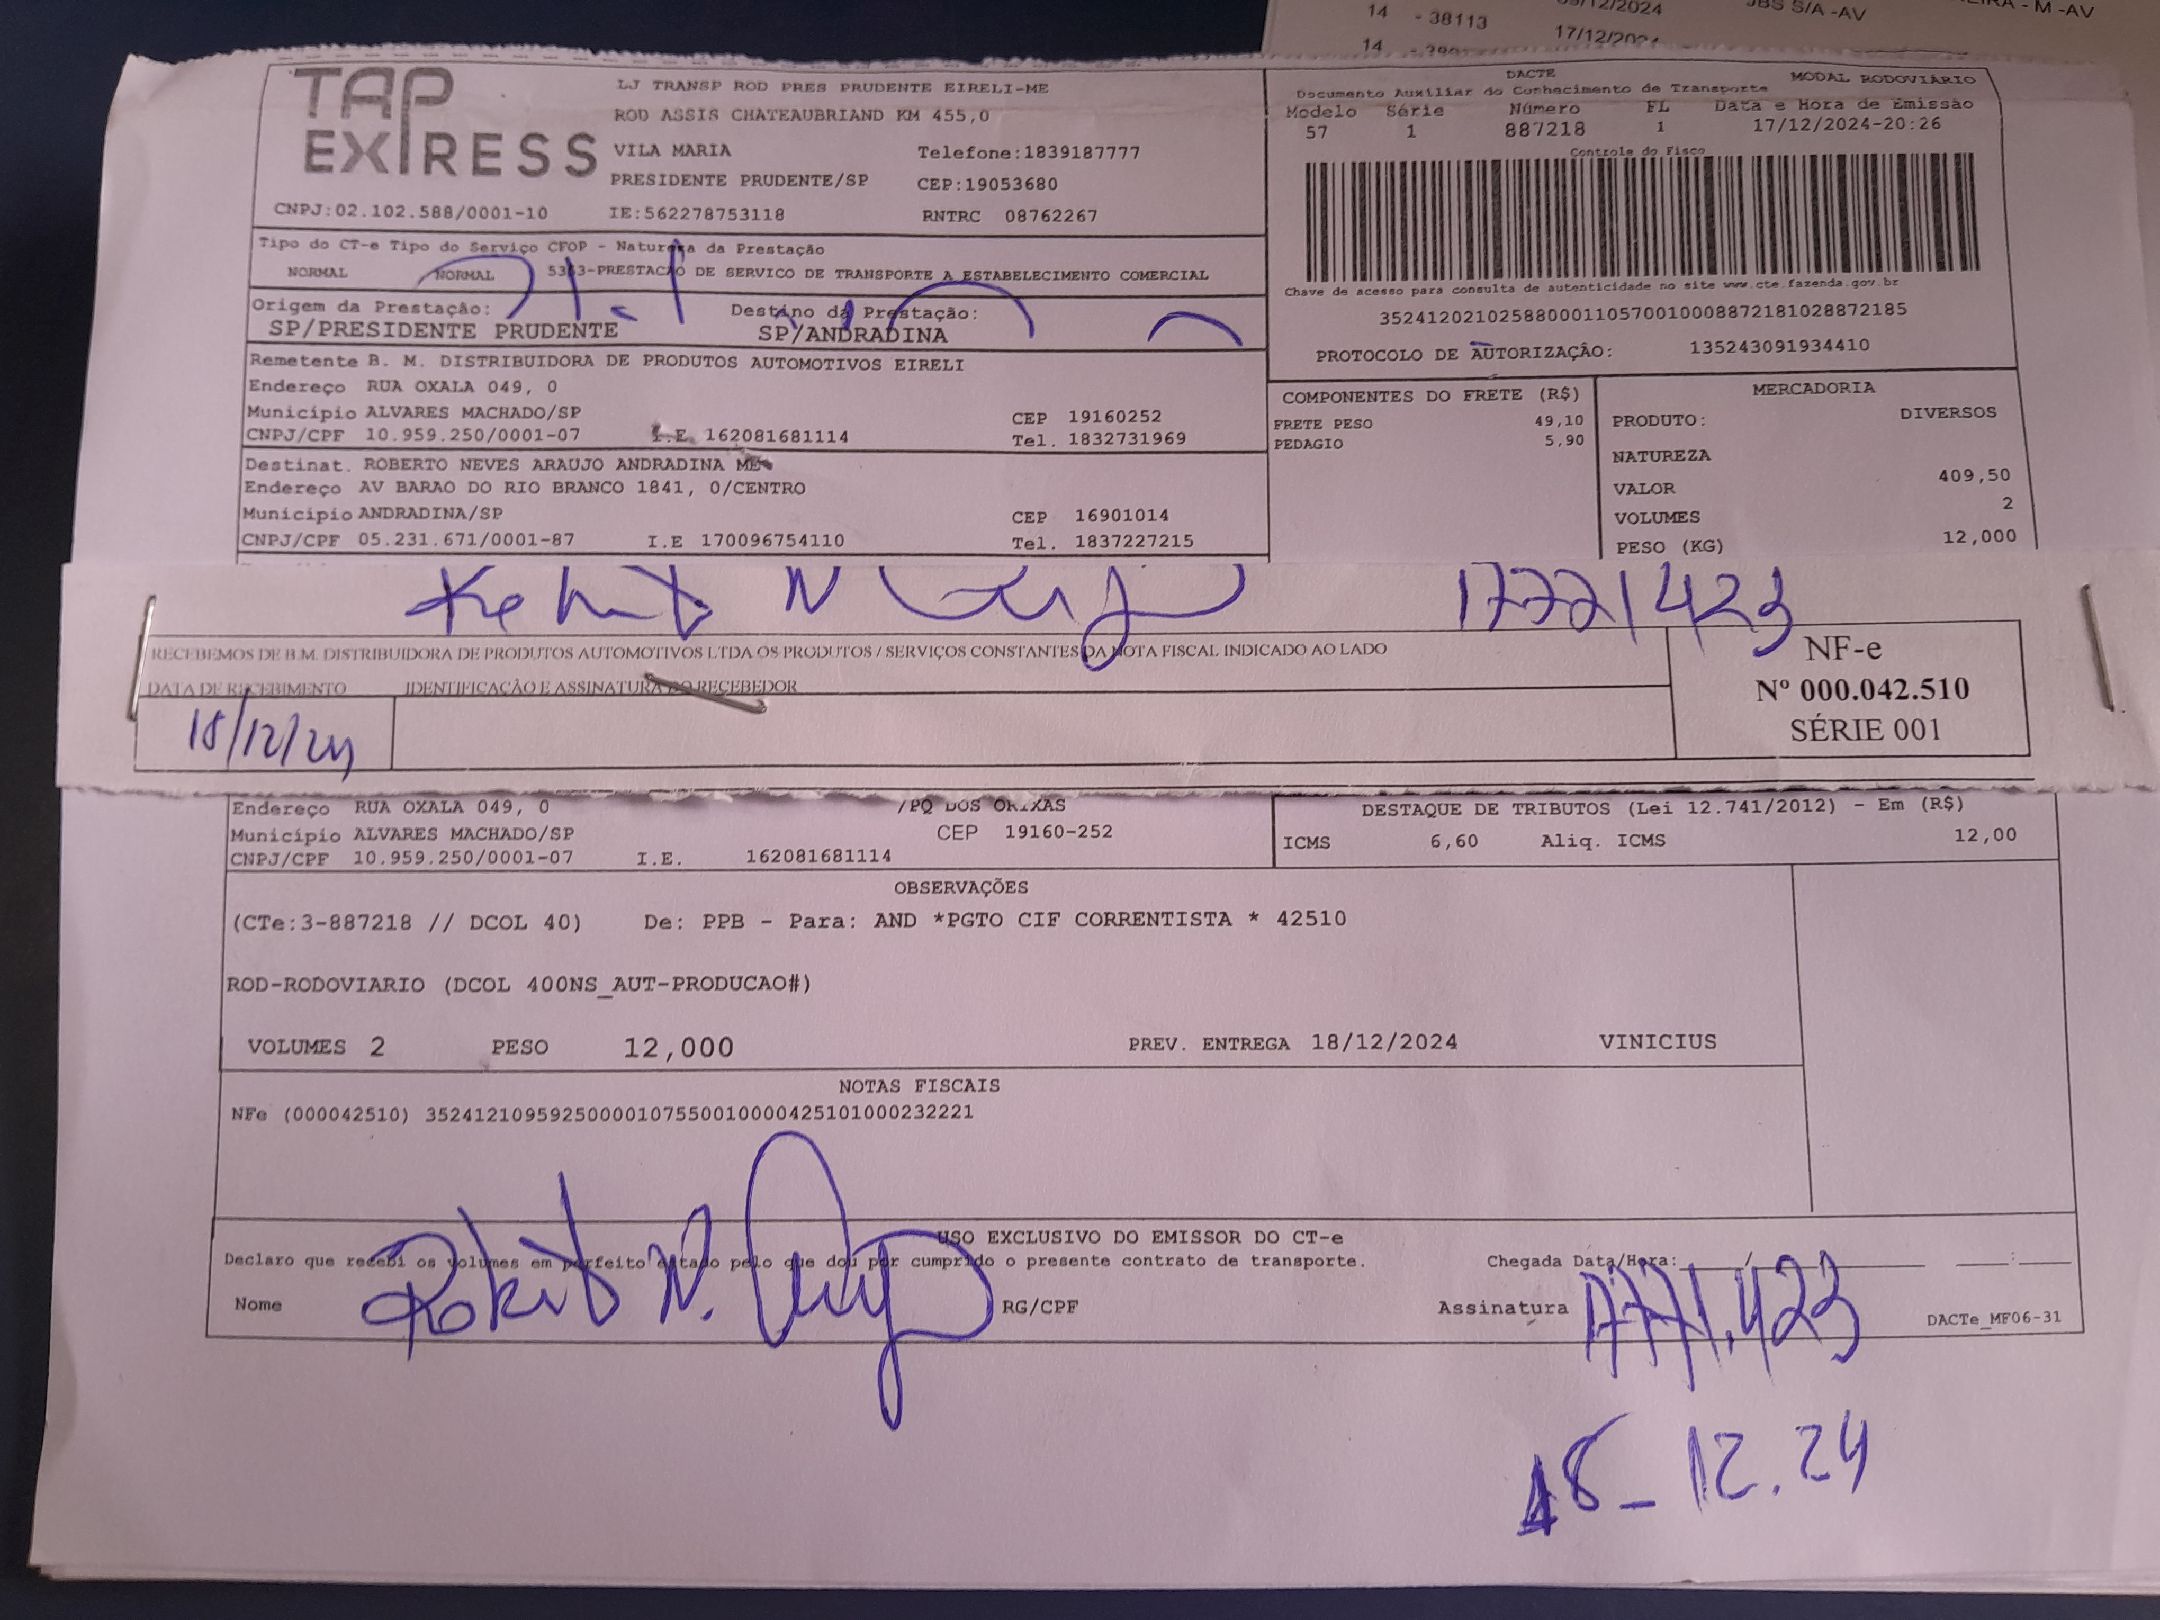 14 - 38113
17/12/2024
JBS S/A -AV
- M -AV
14
TAP EXPRESS
LJ TRANSP ROD PRES PRUDENTE EIRELI-ME
ROD ASSIS CHATEAUBRIAND KM 455,0
VILA MARIA Telefone:1839187777
PRESIDENTE PRUDENTE/SP CEP:19053680
CNPJ:02.102.588/0001-10 IE:562278753118 RNTRC 08762267
DACTE MODAL RODOVIÁRIO
Documento Auxiliar do Conhecimento de Transporte
Modelo Série Número FL Data e Hora de Emissão
57 1 887218 1 17/12/2024-20:26
Controle do Fisco
Chave de acesso para consulta de autenticidade no site www.cte.fazenda.gov.br
35241202102588000110570010008872181028872185
PROTOCOLO DE AUTORIZAÇÃO: 135243091934410
Tipo do CT-e Tipo do Serviço CFOP - Natureza da Prestação
NORMAL NORMAL 5353-PRESTACAO DE SERVICO DE TRANSPORTE A ESTABELECIMENTO COMERCIAL
Origem da Prestação: Destino da Prestação:
SP/PRESIDENTE PRUDENTE SP/ANDRADINA
Remetente B. M. DISTRIBUIDORA DE PRODUTOS AUTOMOTIVOS EIRELI
Endereço RUA OXALA 049, 0
Município ALVARES MACHADO/SP CEP 19160252
CNPJ/CPF 10.959.250/0001-07 I.E 162081681114 Tel. 1832731969
Destinat. ROBERTO NEVES ARAUJO ANDRADINA ME
Endereço AV BARAO DO RIO BRANCO 1841, 0/CENTRO
Município ANDRADINA/SP CEP 16901014
CNPJ/CPF 05.231.671/0001-87 I.E 170096754110 Tel. 1837227215
COMPONENTES DO FRETE (R$)
FRETE PESO 49,10
PEDAGIO 5,90
MERCADORIA
PRODUTO: DIVERSOS
NATUREZA
VALOR 409,50
VOLUMES 2
PESO (KG) 12,000
17771423
RECEBEMOS DE B.M. DISTRIBUIDORA DE PRODUTOS AUTOMOTIVOS LTDA OS PRODUTOS / SERVIÇOS CONSTANTES DA NOTA FISCAL INDICADO AO LADO
DATA DE RECEBIMENTO IDENTIFICAÇÃO E ASSINATURA DO RECEBEDOR
18/12/24
NF-e
Nº 000.042.510
SÉRIE 001
Endereço RUA OXALA 049, 0 /PQ DOS ORIXAS
Município ALVARES MACHADO/SP CEP 19160-252
CNPJ/CPF 10.959.250/0001-07 I.E. 162081681114
DESTAQUE DE TRIBUTOS (Lei 12.741/2012) - Em (R$)
ICMS 6,60 Aliq. ICMS 12,00
OBSERVAÇÕES
(CTe:3-887218 // DCOL 40) De: PPB - Para: AND *PGTO CIF CORRENTISTA * 42510
ROD-RODOVIARIO (DCOL 400NS_AUT-PRODUCAO#)
VOLUMES 2 PESO 12,000 PREV. ENTREGA 18/12/2024 VINICIUS
NOTAS FISCAIS
NFe (000042510) 35241210959250000107550010000425101000232221
USO EXCLUSIVO DO EMISSOR DO CT-e
Declaro que recebi os volumes em perfeito estado pelo que dou por cumprido o presente contrato de transporte. Chegada Data/Hora:
Nome RG/CPF Assinatura
DACTe_MF06-31
18-12.24